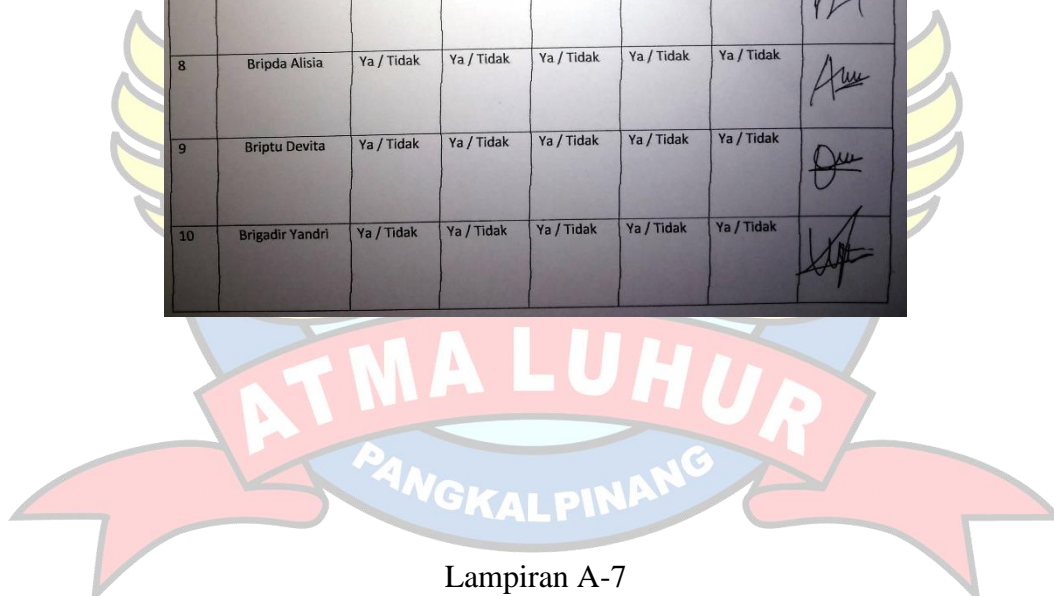 8 Bripda Alisia Ya / Tidak Ya / Tidak Ya / Tidak Ya / Tidak Ya / Tidak
9 Briptu Devita Ya / Tidak Ya / Tidak Ya / Tidak Ya / Tidak Ya / Tidak
10 Brigadir Yandri Ya / Tidak Ya / Tidak Ya / Tidak Ya / Tidak Ya / Tidak
ATMA LUHUR
PANGKALPINANG
Lampiran A-7